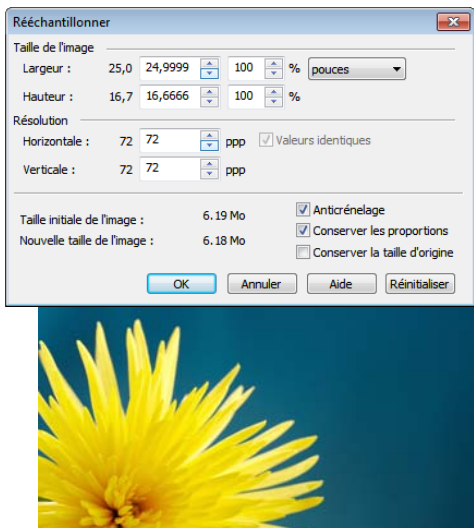 Rééchantillonner
Taille de l'image
Largeur : 25,0 24,9999 100 % pouces
Hauteur : 16,7 16,6666 100 %
Résolution
Horizontale : 72 72 ppp Valeurs identiques
Verticale : 72 72 ppp
Taille initiale de l'image : 6.19 Mo Anticrénelage
Nouvelle taille de l'image : 6.18 Mo Conserver les proportions
Conserver la taille d'origine
OK Annuler Aide Réinitialiser